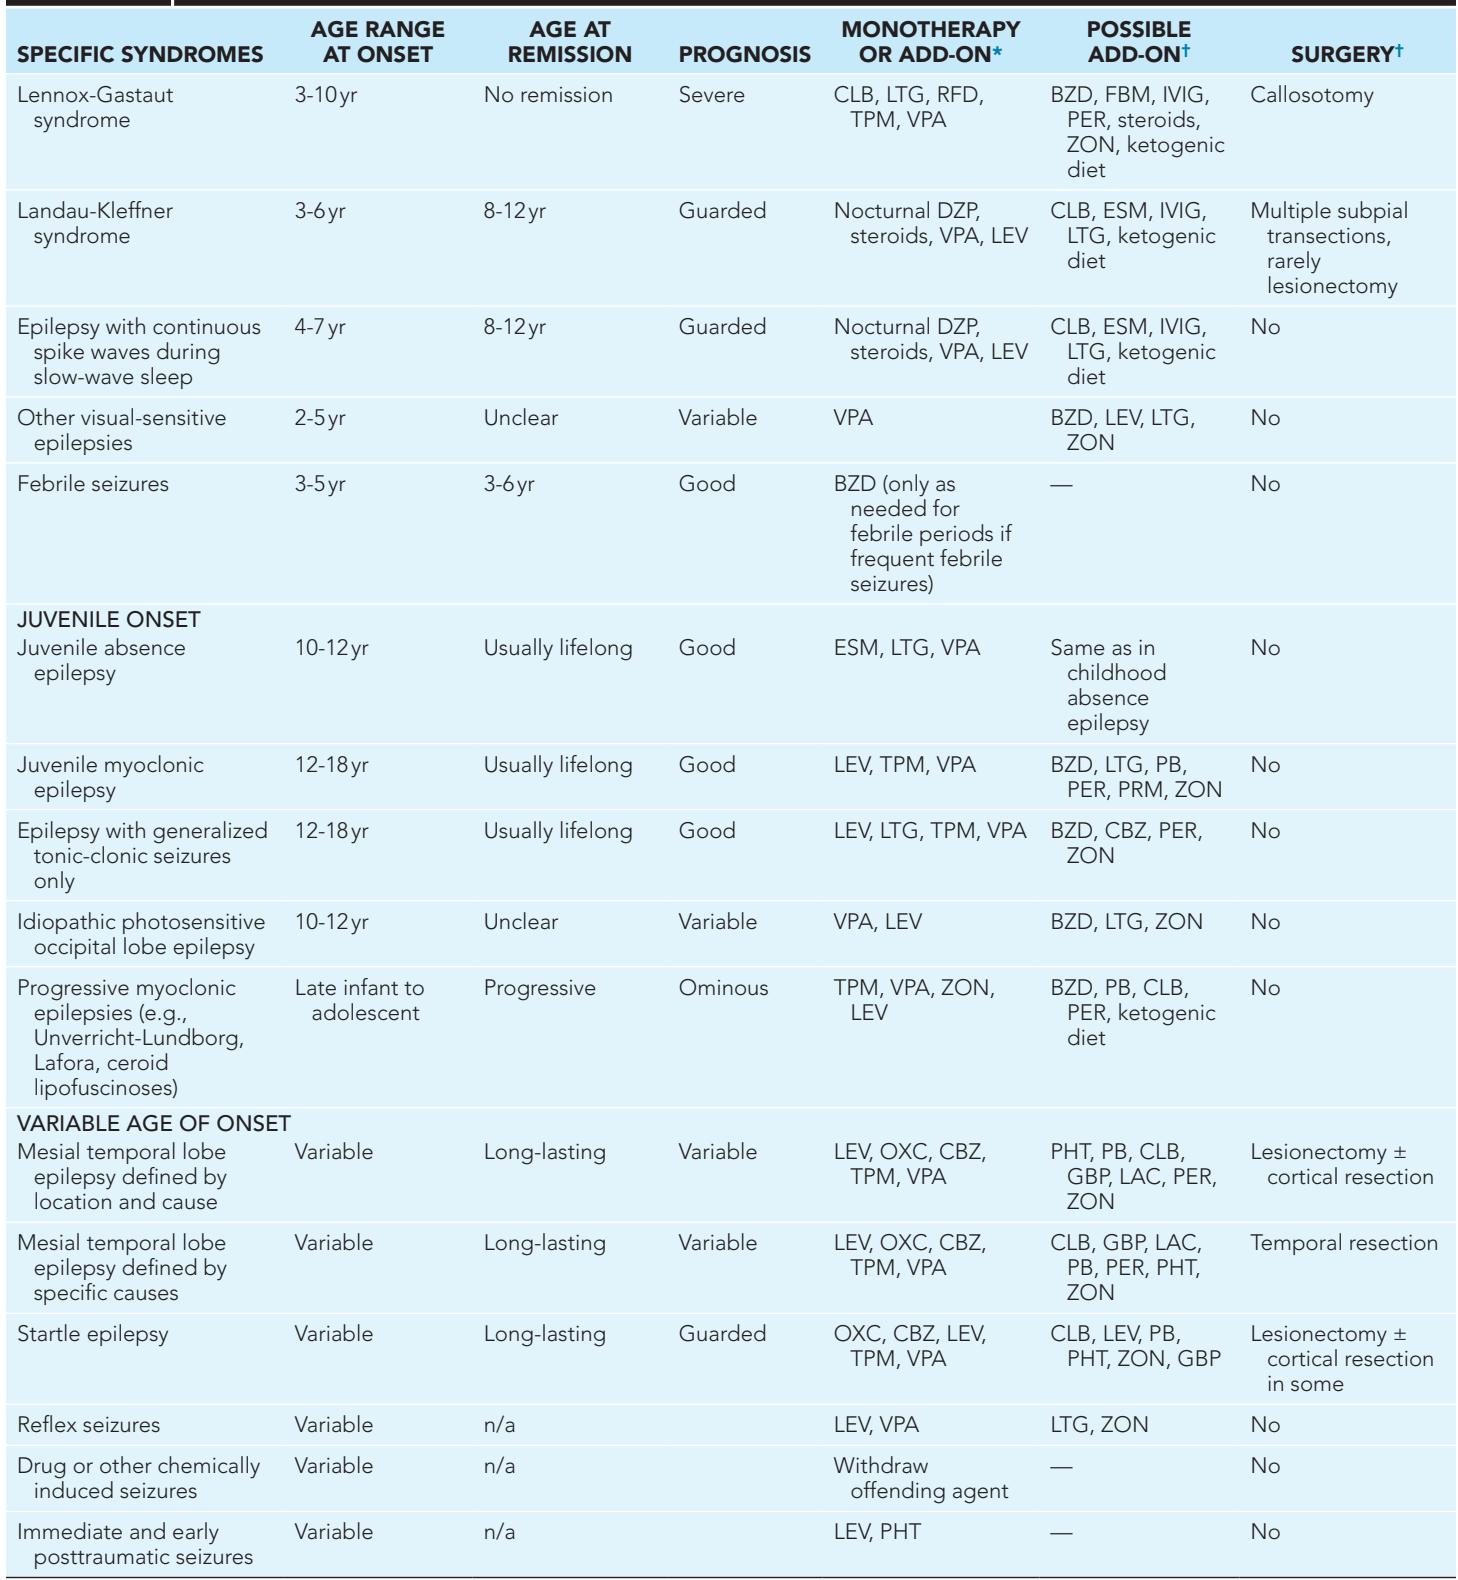 SPECIFIC SYNDROMES AGE RANGE AT ONSET AGE AT REMISSION PROGNOSIS MONOTHERAPY OR ADD-ON* POSSIBLE ADD-ON† SURGERY†
Lennox-Gastaut 3-10 yr No remission Severe CLB, LTG, RFD, BZD, FBM, IVIG, Callosotomy
syndrome TPM, VPA PER, steroids,
ZON, ketogenic
diet
Landau-Kleffner 3-6 yr 8-12 yr Guarded Nocturnal DZP, CLB, ESM, IVIG, Multiple subpial
syndrome steroids, VPA, LEV LTG, ketogenic transections,
diet rarely
lesionectomy
Epilepsy with continuous 4-7 yr 8-12 yr Guarded Nocturnal DZP, CLB, ESM, IVIG, No
spike waves during steroids, VPA, LEV LTG, ketogenic
slow-wave sleep diet
Other visual-sensitive 2-5 yr Unclear Variable VPA BZD, LEV, LTG, No
epilepsies ZON
Febrile seizures 3-5 yr 3-6 yr Good BZD (only as — No
needed for
febrile periods if
frequent febrile
seizures)
JUVENILE ONSET
Juvenile absence 10-12 yr Usually lifelong Good ESM, LTG, VPA Same as in No
epilepsy childhood
absence
epilepsy
Juvenile myoclonic 12-18 yr Usually lifelong Good LEV, TPM, VPA BZD, LTG, PB, No
epilepsy PER, PRM, ZON
Epilepsy with generalized 12-18 yr Usually lifelong Good LEV, LTG, TPM, VPA BZD, CBZ, PER, No
tonic-clonic seizures ZON
only
Idiopathic photosensitive 10-12 yr Unclear Variable VPA, LEV BZD, LTG, ZON No
occipital lobe epilepsy
Progressive myoclonic Late infant to Progressive Ominous TPM, VPA, ZON, BZD, PB, CLB, No
epilepsies (e.g., adolescent LEV PER, ketogenic
Unverricht-Lundborg, diet
Lafora, ceroid
lipofuscinoses)
VARIABLE AGE OF ONSET
Mesial temporal lobe Variable Long-lasting Variable LEV, OXC, CBZ, PHT, PB, CLB, Lesionectomy ±
epilepsy defined by TPM, VPA GBP, LAC, PER, cortical resection
location and cause ZON
Mesial temporal lobe Variable Long-lasting Variable LEV, OXC, CBZ, CLB, GBP, LAC, Temporal resection
epilepsy defined by TPM, VPA PB, PER, PHT,
specific causes ZON
Startle epilepsy Variable Long-lasting Guarded OXC, CBZ, LEV, CLB, LEV, PB, Lesionectomy ±
TPM, VPA PHT, ZON, GBP cortical resection
in some
Reflex seizures Variable n/a LEV, VPA LTG, ZON No
Drug or other chemically Variable n/a Withdraw — No
induced seizures offending agent
Immediate and early Variable n/a LEV, PHT — No
posttraumatic seizures